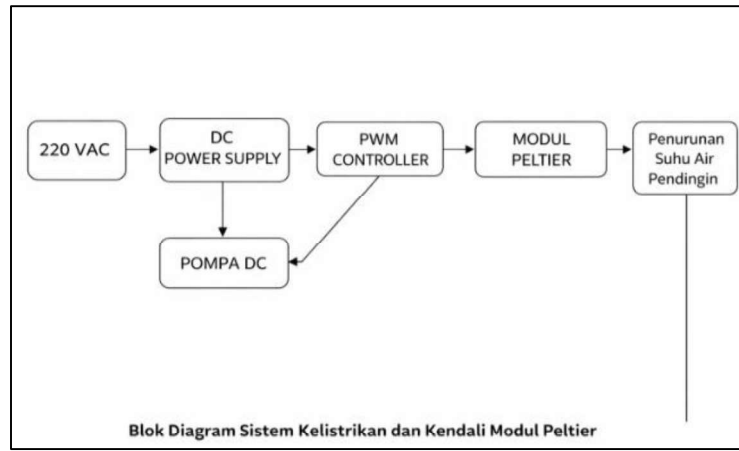 220 VAC
DC
POWER SUPPLY
PWM
CONTROLLER
MODUL
PELTIER
Penurunan
Suhu Air
Pendingin
POMPA DC
Blok Diagram Sistem Kelistrikan dan Kendali Modul Peltier